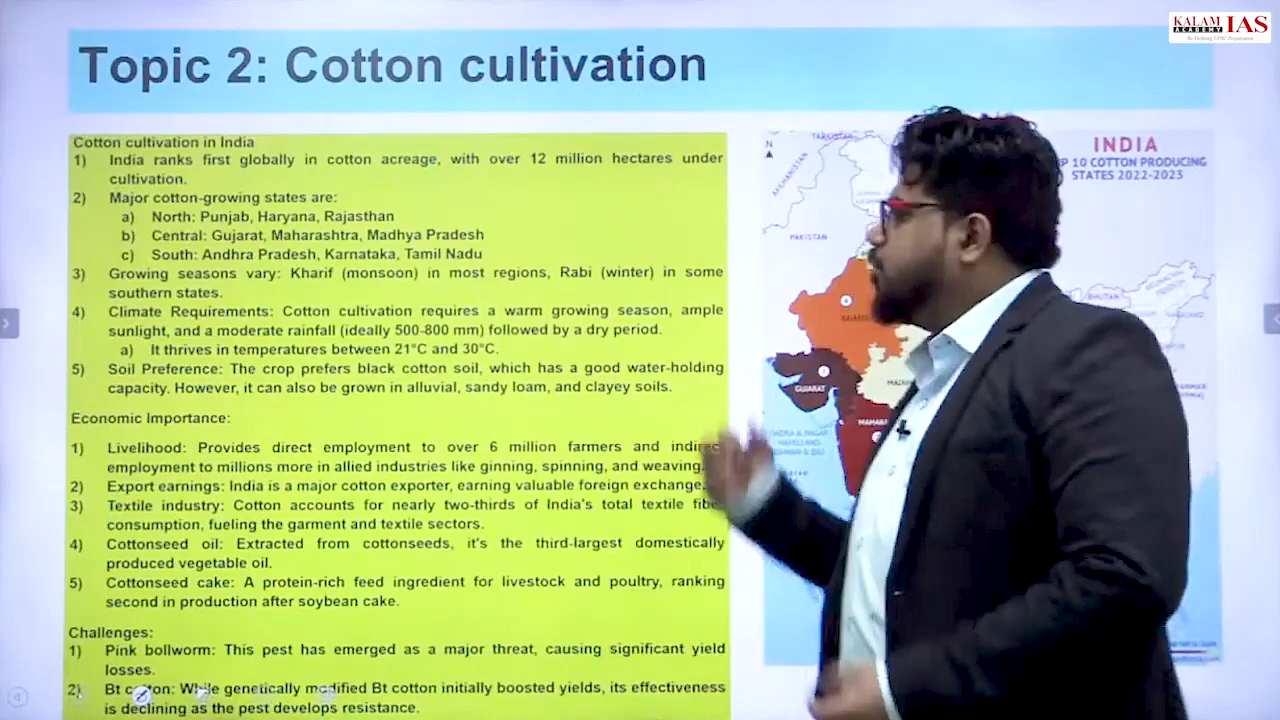 KALAM IAS
ACADEMY
Re-Defining UPSC Preparation
Topic 2: Cotton cultivation
Cotton cultivation in India
1) India ranks first globally in cotton acreage, with over 12 million hectares under
cultivation.
2) Major cotton-growing states are:
a) North: Punjab, Haryana, Rajasthan
b) Central: Gujarat, Maharashtra, Madhya Pradesh
c) South: Andhra Pradesh, Karnataka, Tamil Nadu
3) Growing seasons vary: Kharif (monsoon) in most regions, Rabi (winter) in some
southern states.
4) Climate Requirements: Cotton cultivation requires a warm growing season, ample
sunlight, and a moderate rainfall (ideally 500-800 mm) followed by a dry period.
a) It thrives in temperatures between 21°C and 30°C.
5) Soil Preference: The crop prefers black cotton soil, which has a good water-holding
capacity. However, it can also be grown in alluvial, sandy loam, and clayey soils.
Economic Importance:
1) Livelihood: Provides direct employment to over 6 million farmers and
employment to millions more in allied industries like ginning, spinning, and weaving.
2) Export earnings: India is a major cotton exporter, earning valuable foreign exchange.
3) Textile industry: Cotton accounts for nearly two-thirds of India's total textile
consumption, fueling the garment and textile sectors.
4) Cottonseed oil: Extracted from cottonseeds, it's the third-largest domestically
produced vegetable oil.
5) Cottonseed cake: A protein-rich feed ingredient for livestock and poultry, ranking
second in production after soybean cake.
Challenges:
1) Pink bollworm: This pest has emerged as a major threat, causing significant yield
losses.
2) Bt While genetically modified Bt cotton initially boosted yields, its effectiveness
is declining as the pest develops resistance.
N
INDIA
10 COTTON PRODUCING
STATES 2022-2023
AFGHANISTAN
PAKISTAN
BHUTAN
4
GUJARAT